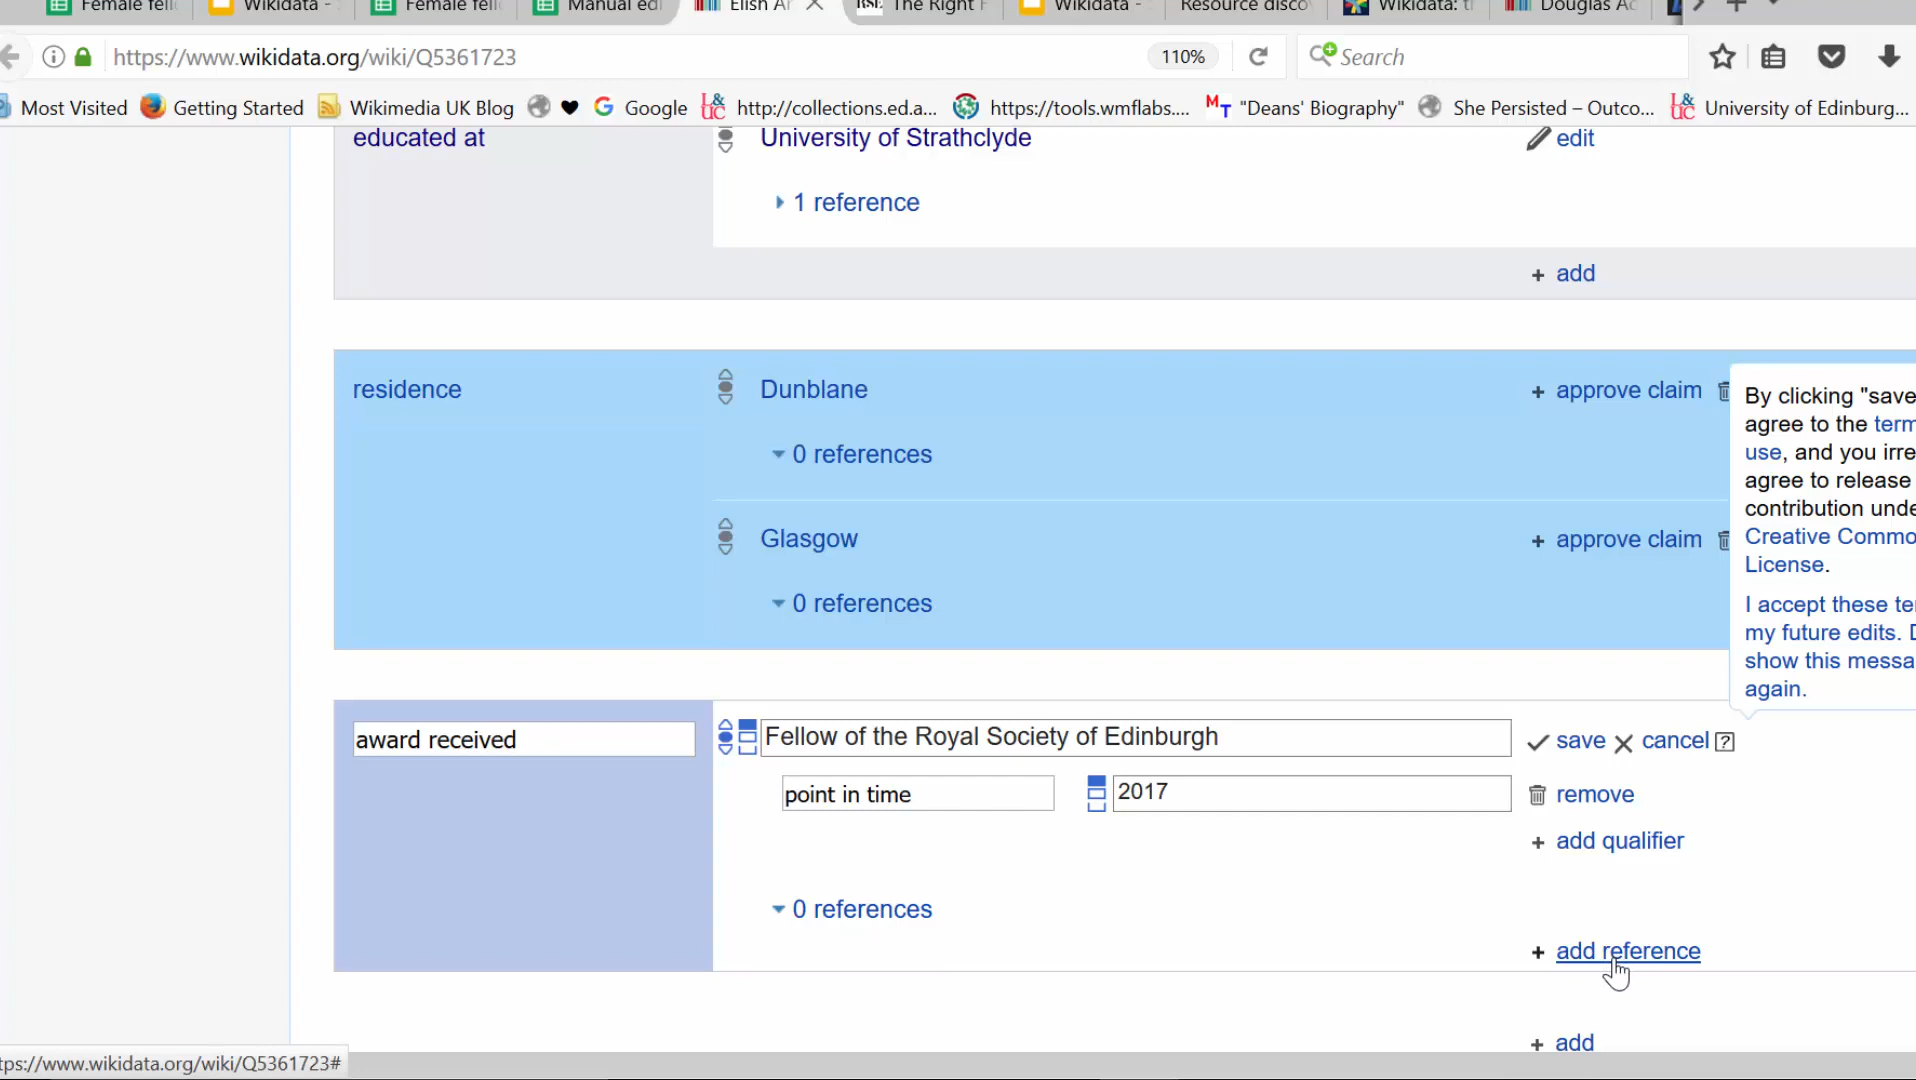 Female fell Wikidata - Female fell Manual edi Elish Ar The Right F Wikidata - Resource disco Wikidata: t Douglas Ac
https://www.wikidata.org/wiki/Q5361723 110% Search
Most Visited Getting Started Wikimedia UK Blog Google http://collections.ed.a... https://tools.wmflabs.... "Deans' Biography" She Persisted – Outco... University of Edinburg...
educated at University of Strathclyde edit
1 reference
+ add
residence Dunblane + approve claim
0 references
Glasgow + approve claim
0 references
By clicking "save
agree to the term
use, and you irre
agree to release
contribution unde
Creative Commo
License.
I accept these te
my future edits. D
show this messa
again.
award received Fellow of the Royal Society of Edinburgh save cancel [?]
point in time 2017 remove
+ add qualifier
0 references
+ add reference
+ add
tps://www.wikidata.org/wiki/Q5361723#